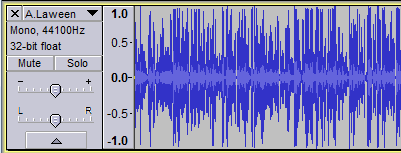 × A.Laween ▼
Mono, 44100Hz
32-bit float
Mute Solo
- +
L R
1.0
0.5-
0.0-
-0.5-
-1.0